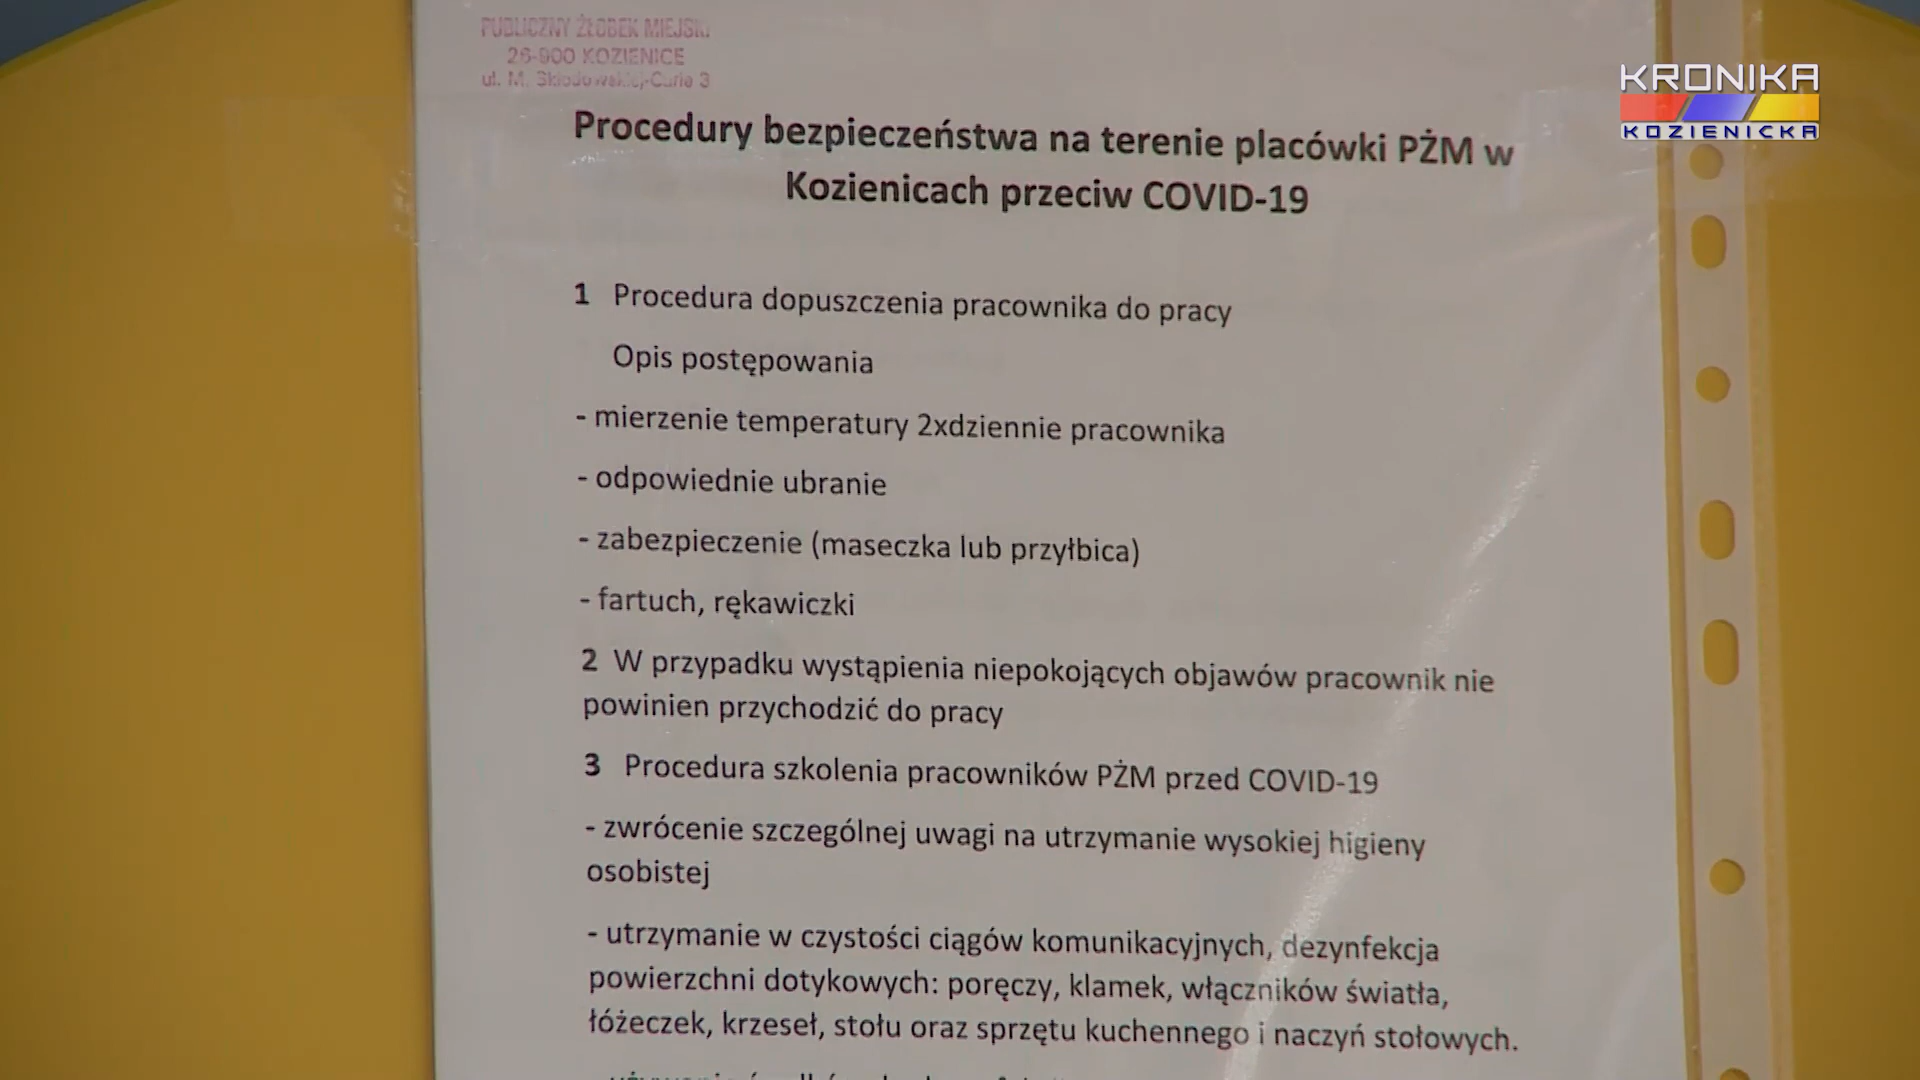 PUBLICZNY ŻŁOBEK MIEJSKI
26-900 KOZIENICE
ul. M. Skłodowskiej-Curie 3
KRONIKA
KOZIENICKA
Procedury bezpieczeństwa na terenie placówki PŻM w
Kozienicach przeciw COVID-19
1 Procedura dopuszczenia pracownika do pracy
Opis postępowania
- mierzenie temperatury 2xdziennie pracownika
- odpowiednie ubranie
- zabezpieczenie (maseczka lub przyłbica)
- fartuch, rękawiczki
2 W przypadku wystąpienia niepokojących objawów pracownik nie
powinien przychodzić do pracy
3 Procedura szkolenia pracowników PŻM przed COVID-19
- zwrócenie szczególnej uwagi na utrzymanie wysokiej higieny
osobistej
- utrzymanie w czystości ciągów komunikacyjnych, dezynfekcja
powierzchni dotykowych: poręczy, klamek, włączników światła,
łóżeczek, krzeseł, stołu oraz sprzętu kuchennego i naczyń stołowych.